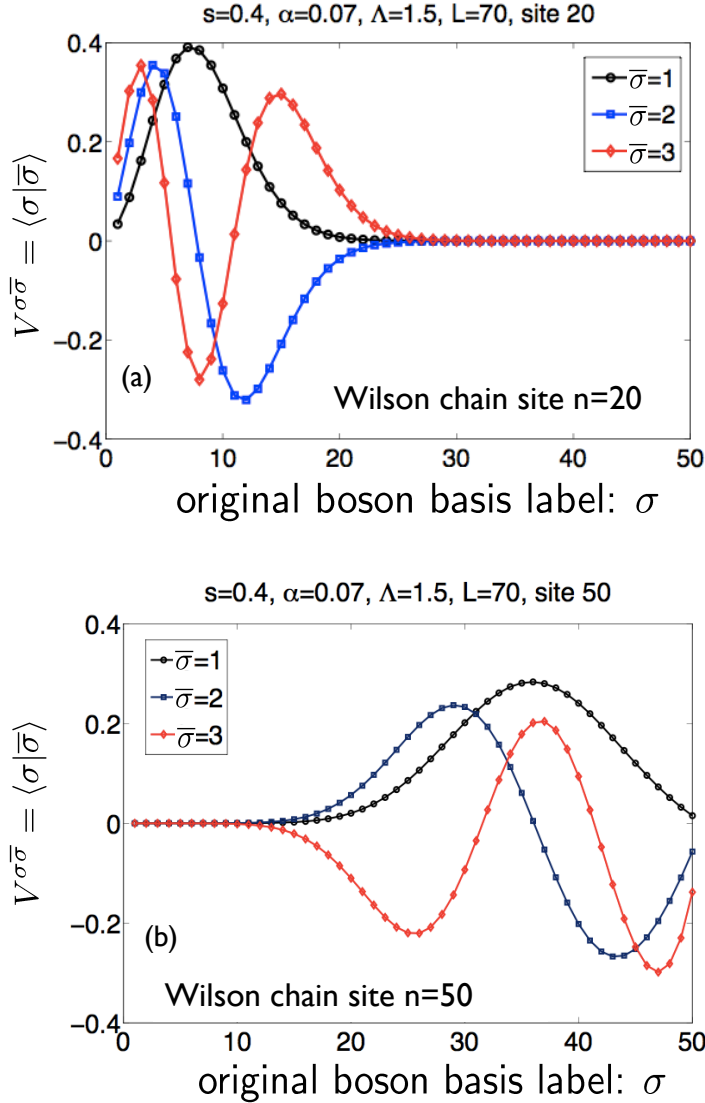 s=0.4, α=0.07, Λ=1.5, L=70, site 20
0.4
0.2
0
-0.2
-0.4
V^{σσ̅} = ⟨σ|σ̅⟩
σ̅=1
σ̅=2
σ̅=3
(a)
Wilson chain site n=20
0 10 20 30 40 50
original boson basis label: σ
s=0.4, α=0.07, Λ=1.5, L=70, site 50
0.4
0.2
0
-0.2
-0.4
V^{σσ̅} = ⟨σ|σ̅⟩
σ̅=1
σ̅=2
σ̅=3
(b)
Wilson chain site n=50
0 10 20 30 40 50
original boson basis label: σ